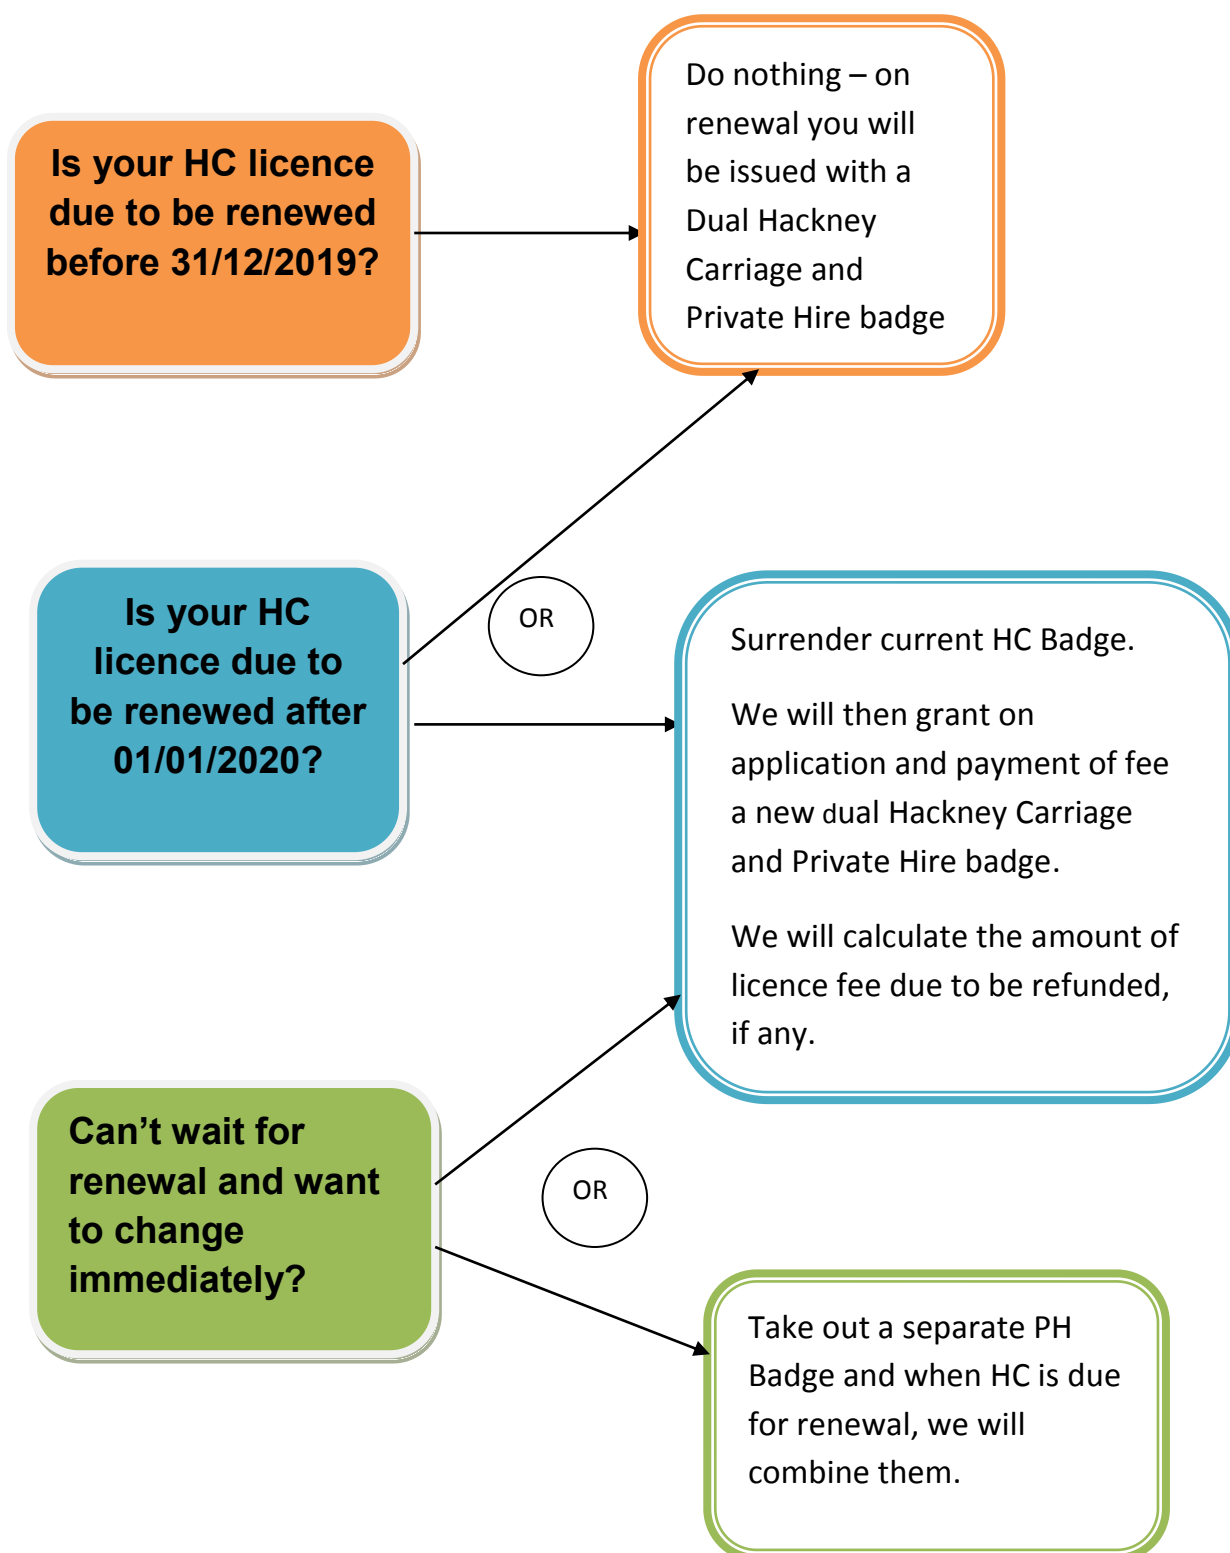 Is your HC licence
due to be renewed
before 31/12/2019?
Do nothing – on
renewal you will
be issued with a
Dual Hackney
Carriage and
Private Hire badge
Is your HC
licence due to
be renewed after
01/01/2020?
OR
Surrender current HC Badge.
We will then grant on
application and payment of fee
a new dual Hackney Carriage
and Private Hire badge.
We will calculate the amount of
licence fee due to be refunded,
if any.
Can’t wait for
renewal and want
to change
immediately?
OR
Take out a separate PH
Badge and when HC is due
for renewal, we will
combine them.